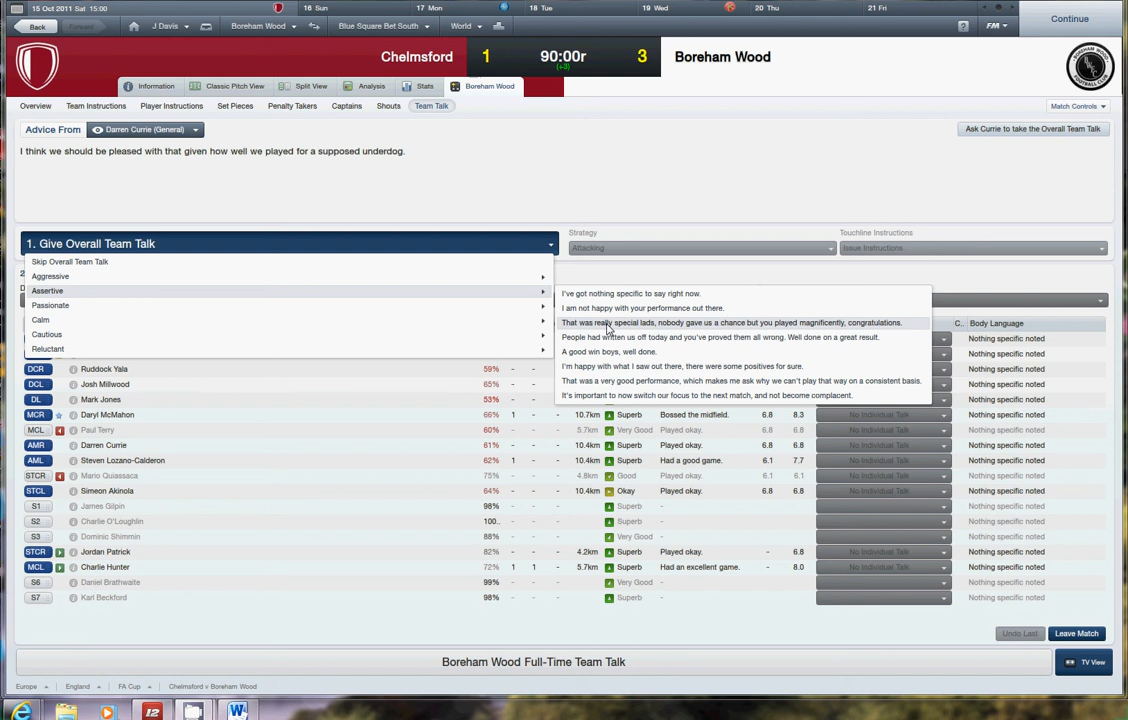 15 Oct 2011 Sat 15:00 16 Sun 17 Mon 18 Tue 19 Wed 20 Thu 21 Fri
Back Forward J Davis Boreham Wood Blue Square Bet South World ? FM Continue
Chelmsford 1 90:00r (+3) 3 Boreham Wood
Information Classic Pitch View Split View Analysis Stats Boreham Wood
Overview Team Instructions Player Instructions Set Pieces Penalty Takers Captains Shouts Team Talk Match Controls
Advice From Darren Currie (General) Ask Currie to take the Overall Team Talk
I think we should be pleased with that given how well we played for a supposed underdog.
1. Give Overall Team Talk
Strategy
Attacking
Touchline Instructions
Issue Instructions
Skip Overall Team Talk
Aggressive
Assertive
Passionate
Calm
Cautious
Reluctant
I've got nothing specific to say right now.
I am not happy with your performance out there.
That was really special lads, nobody gave us a chance but you played magnificently, congratulations.
People had written us off today and you've proved them all wrong. Well done on a great result.
A good win boys, well done.
I'm happy with what I saw out there, there were some positives for sure.
That was a very good performance, which makes me ask why we can't play that way on a consistent basis.
It's important to now switch our focus to the next match, and not become complacent.
C.. Body Language
Nothing specific noted
Nothing specific noted
DCR Ruddock Yala 59% Nothing specific noted
DCL Josh Millwood 65% Nothing specific noted
DL Mark Jones 53% Nothing specific noted
MCR Daryl McMahon 66% 1 - - 10.7km Superb Bossed the midfield. 6.8 8.3 No Individual Talk Nothing specific noted
MCL Paul Terry 60% - - - 5.7km Very Good Played okay. 6.8 6.8 No Individual Talk Nothing specific noted
AMR Darren Currie 61% - - - 10.4km Superb Played okay. 6.8 6.8 No Individual Talk Nothing specific noted
AML Steven Lozano-Calderon 62% 1 - - 10.4km Superb Had a good game. 6.1 7.7 No Individual Talk Nothing specific noted
STCR Mario Quiassaca 75% - - - 4.8km Good Played okay. 6.1 6.1 No Individual Talk Nothing specific noted
STCL Simeon Akinola 64% - - - 10.4km Okay Played okay. 6.8 6.8 No Individual Talk Nothing specific noted
S1 James Gilpin 98% - - - Superb - Nothing specific noted
S2 Charlie O'Loughlin 100.. - - - Superb - Nothing specific noted
S3 Dominic Shimmin 88% - - - Very Good - Nothing specific noted
STCR Jordan Patrick 82% - - - 4.2km Superb Played okay. - 6.8 No Individual Talk Nothing specific noted
MCL Charlie Hunter 72% 1 1 - 5.7km Superb Had an excellent game. - 8.0 No Individual Talk Nothing specific noted
S6 Daniel Brathwaite 99% - - - Very Good - Nothing specific noted
S7 Karl Beckford 98% - - - Superb - Nothing specific noted
Undo Last Leave Match
Boreham Wood Full-Time Team Talk TV View
Europe England FA Cup Chelmsford v Boreham Wood
12 W